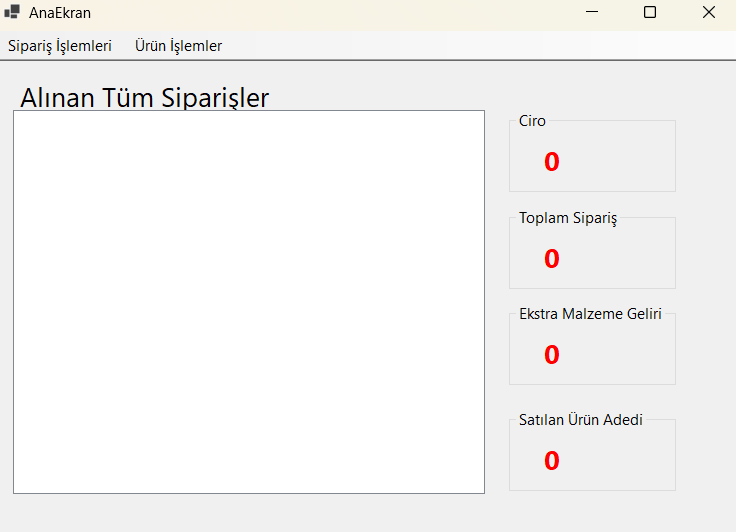 AnaEkran
Sipariş İşlemleri Ürün İşlemler
Alınan Tüm Siparişler
Ciro
0
Toplam Sipariş
0
Ekstra Malzeme Geliri
0
Satılan Ürün Adedi
0